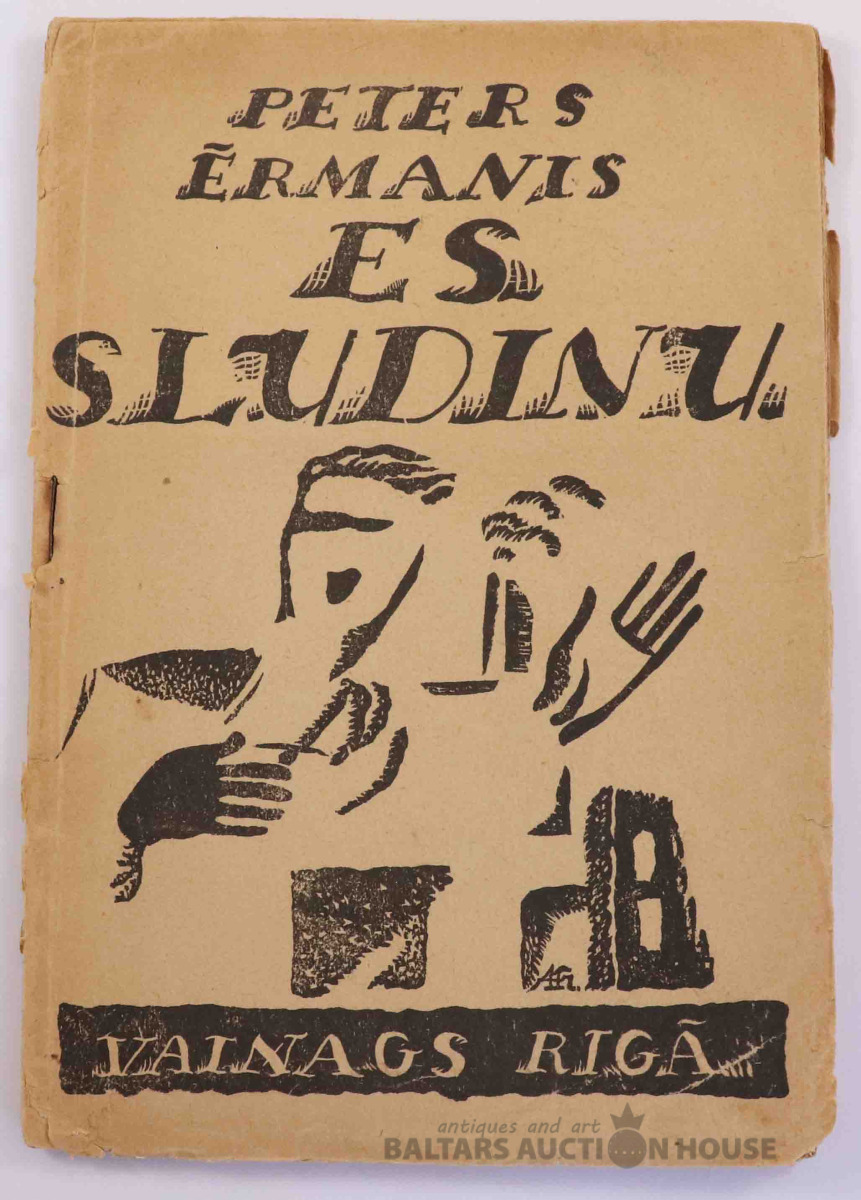 PETERS
ĒRMANIS
ES
SLUDINU
VAINAGS RIGĀ
antiques and art
BALTARS AUCTION HOUSE